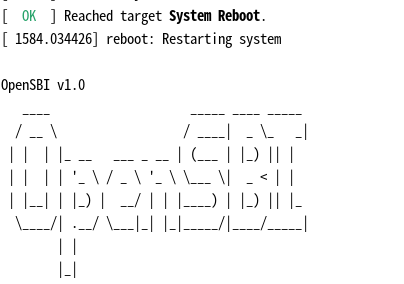 [  OK  ] Reached target System Reboot.
[ 1584.034426] reboot: Restarting system
OpenSBI v1.0
   ____                    _____ ____ _____
  / __ \                  / ____|  _ \_   _|
 | |  | |_ __   ___ _ __ | (___ | |_) || |
 | |  | | '_ \ / _ \ '_ \ \___ \|  _ < | |
 | |__| | |_) |  __/ | | |____) | |_) || |_
  \____/| .__/ \___|_| |_|_____/|____/_____|
        | |
        |_|